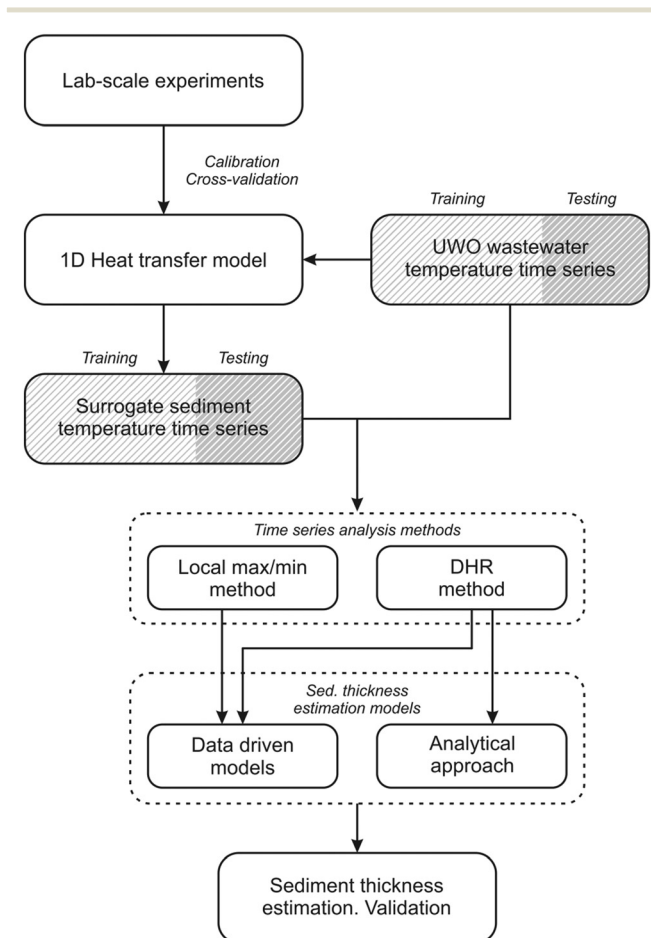 Lab-scale experiments
Calibration
Cross-validation
Training
Testing
1D Heat transfer model
UWO wastewater
temperature time series
Training
Testing
Surrogate sediment
temperature time series
Time series analysis methods
Local max/min
method
DHR
method
Sed. thickness
estimation models
Data driven
models
Analytical
approach
Sediment thickness
estimation. Validation